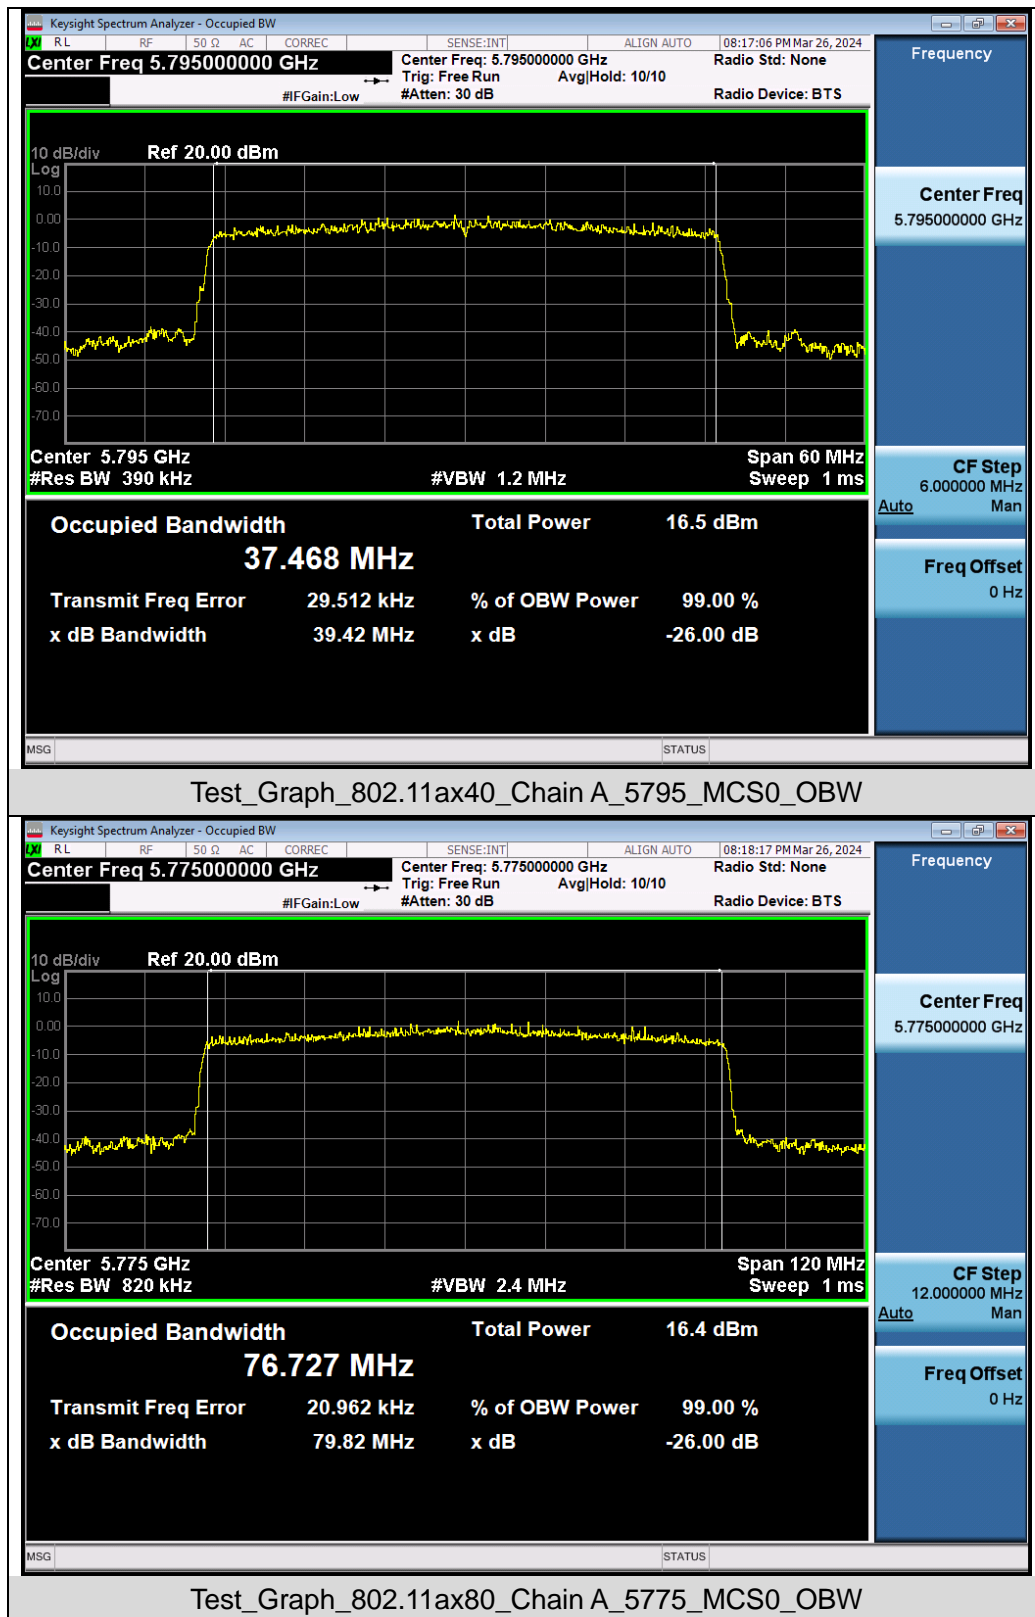 Keysight Spectrum Analyzer - Occupied BW
LXI RL RF 50 Ω AC CORREC SENSE:INT ALIGN AUTO 08:17:06 PM Mar 26, 2024
Center Freq 5.795000000 GHz
Center Freq: 5.795000000 GHz
Radio Std: None
Trig: Free Run Avg|Hold: 10/10
#IFGain:Low #Atten: 30 dB
Radio Device: BTS
Frequency
10 dB/div Ref 20.00 dBm
Log
10.0
0.00
-10.0
-20.0
-30.0
-40.0
-50.0
-60.0
-70.0
Center 5.795 GHz Span 60 MHz
#Res BW 390 kHz #VBW 1.2 MHz Sweep 1 ms
Center Freq
5.795000000 GHz
CF Step
6.000000 MHz
Auto Man
Freq Offset
0 Hz
Occupied Bandwidth Total Power 16.5 dBm
37.468 MHz
Transmit Freq Error 29.512 kHz % of OBW Power 99.00 %
x dB Bandwidth 39.42 MHz x dB -26.00 dB
MSG STATUS
Test_Graph_802.11ax40_Chain A_5795_MCS0_OBW
Keysight Spectrum Analyzer - Occupied BW
LXI RL RF 50 Ω AC CORREC SENSE:INT ALIGN AUTO 08:18:17 PM Mar 26, 2024
Center Freq 5.775000000 GHz
Center Freq: 5.775000000 GHz
Radio Std: None
Trig: Free Run Avg|Hold: 10/10
#IFGain:Low #Atten: 30 dB
Radio Device: BTS
Frequency
10 dB/div Ref 20.00 dBm
Log
10.0
0.00
-10.0
-20.0
-30.0
-40.0
-50.0
-60.0
-70.0
Center 5.775 GHz Span 120 MHz
#Res BW 820 kHz #VBW 2.4 MHz Sweep 1 ms
Center Freq
5.775000000 GHz
CF Step
12.000000 MHz
Auto Man
Freq Offset
0 Hz
Occupied Bandwidth Total Power 16.4 dBm
76.727 MHz
Transmit Freq Error 20.962 kHz % of OBW Power 99.00 %
x dB Bandwidth 79.82 MHz x dB -26.00 dB
MSG STATUS
Test_Graph_802.11ax80_Chain A_5775_MCS0_OBW